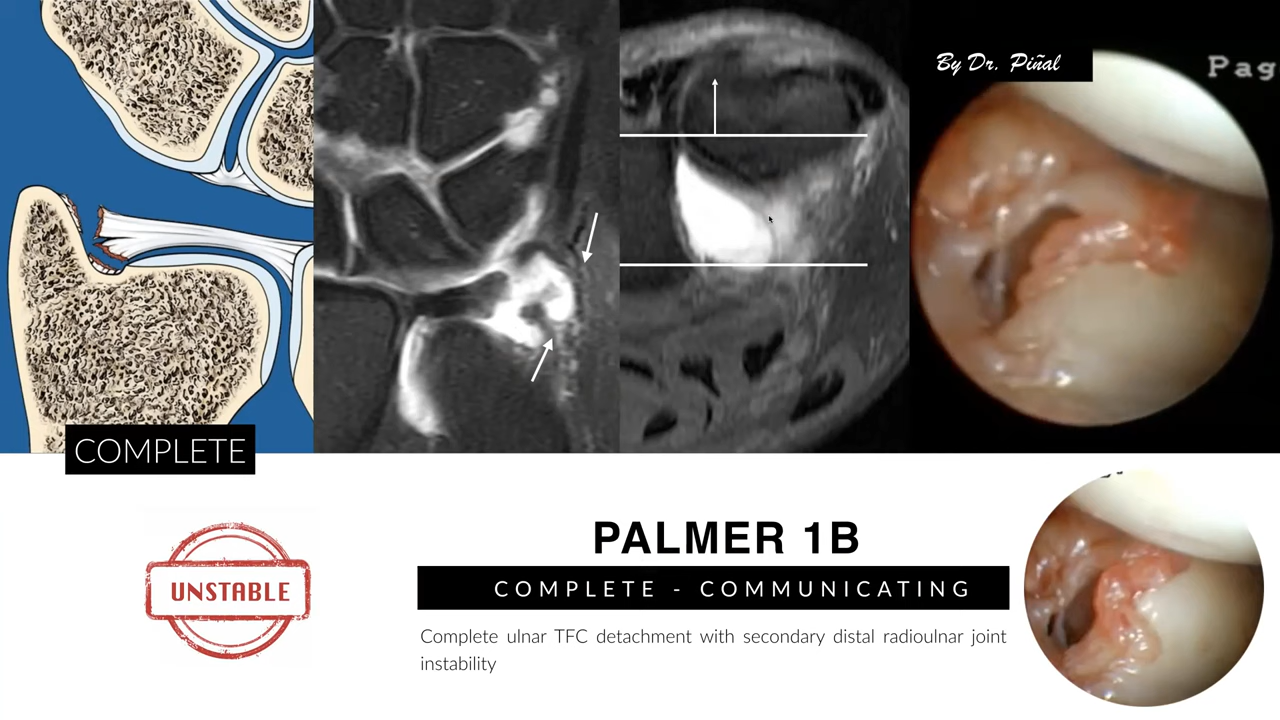 By Dr. Piñal
Pag
COMPLETE
UNSTABLE
PALMER 1B
COMPLETE - COMMUNICATING
Complete ulnar TFC detachment with secondary distal radioulnar joint
instability